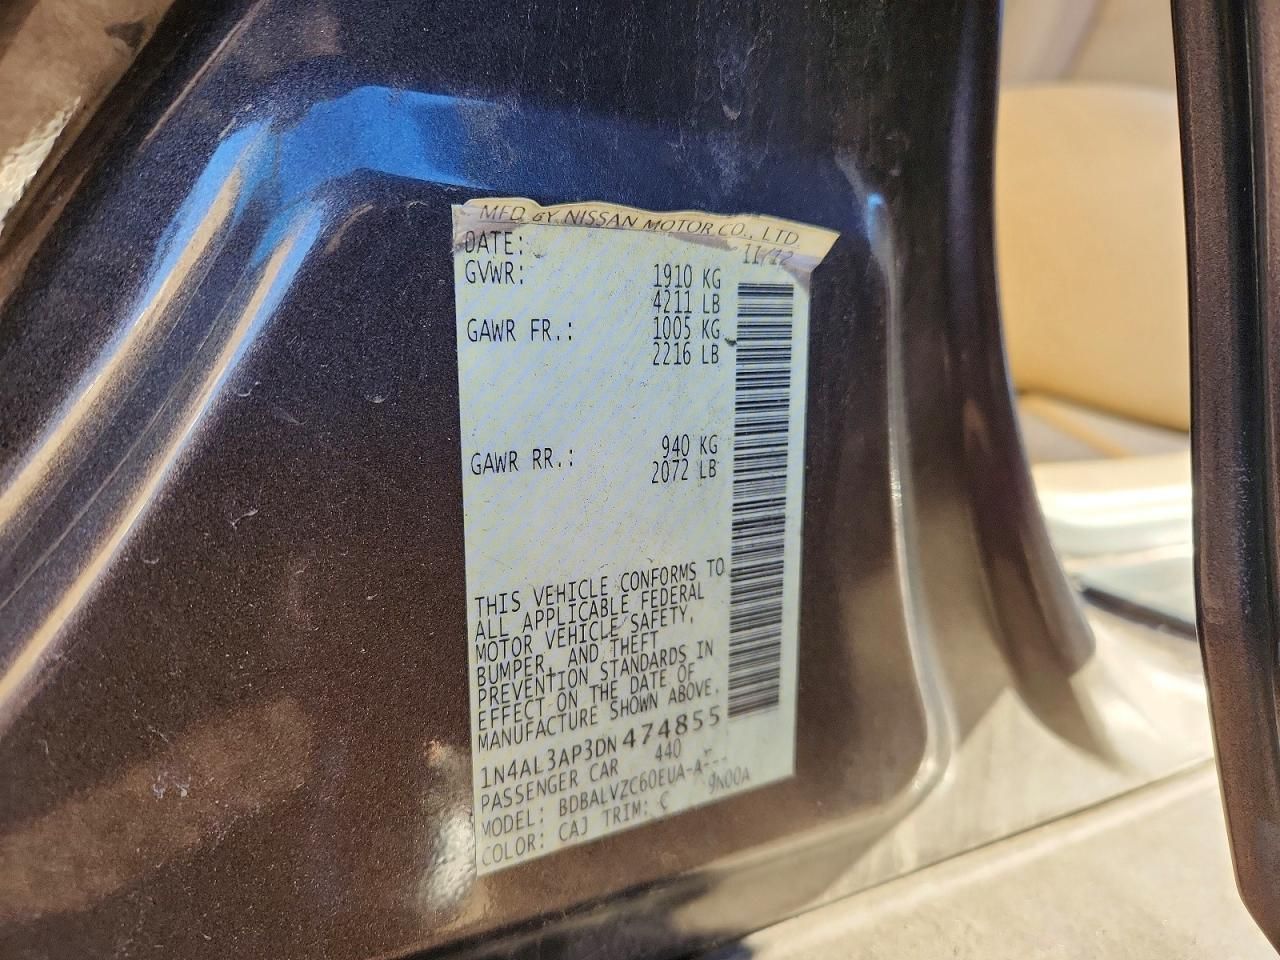 MFD. BY NISSAN MOTOR CO., LTD.
DATE: 11/12
GVWR: 1910 KG
4211 LB
GAWR FR.: 1005 KG
2216 LB
GAWR RR.: 940 KG
2072 LB
THIS VEHICLE CONFORMS TO
ALL APPLICABLE FEDERAL
MOTOR VEHICLE SAFETY,
BUMPER, AND THEFT
PREVENTION STANDARDS IN
EFFECT ON THE DATE OF
MANUFACTURE SHOWN ABOVE.
1N4AL3AP3DN474855
PASSENGER CAR 440
MODEL: BDBALVZC60EUA-A---
COLOR: CAJ TRIM: C 9N00A